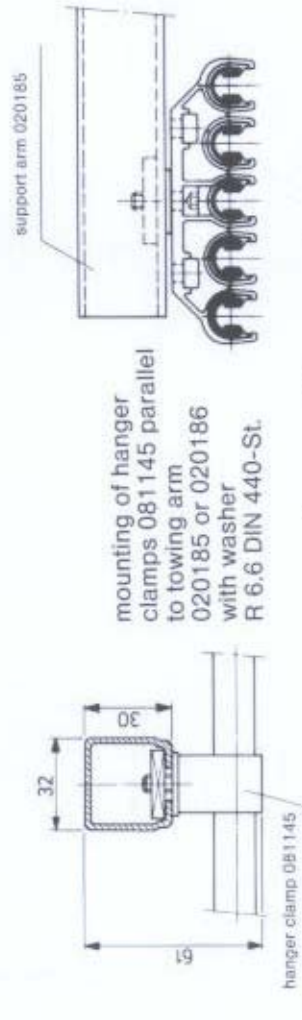 support arm 020185
mounting of hanger
clamps 081145 parallel
to towing arm
020185 or 020186
with washer
R 6.6 DIN 440-St.
32
30
61
hanger clamp 081145